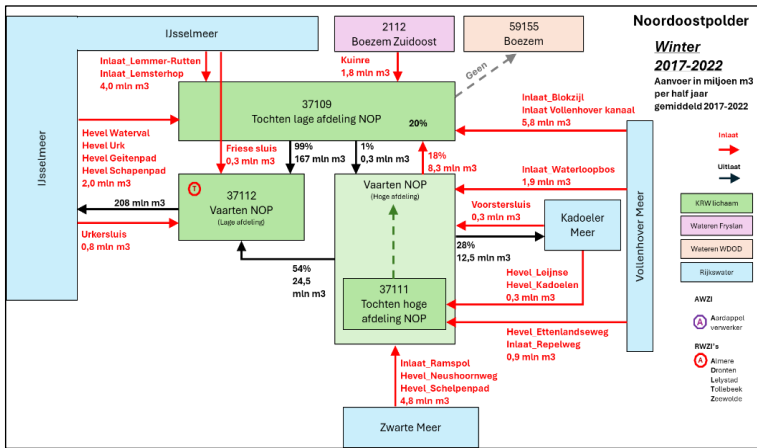 IJsselmeer
2112
Boezem Zuidoost
59155
Boezem
Noordoostpolder
Winter
2017-2022
Aanvoer in miljoen m3
per half jaar
gemiddeld 2017-2022
Inlaat_Lemmer-Rutten
Inlaat_Lemsterhop
4,0 mln m3
Kuinre
1,8 mln m3
Geen
37109
Tochten lage afdeling NOP
20%
Inlaat_Blokzijl
Inlaat Vollenhover kanaal
5,8 mln m3
Inlaat
Uitlaat
IJsselmeer
Hevel Waterval
Hevel Urk
Hevel Geitenpad
Hevel Schapenpad
2,0 mln m3
Friese sluis
0,3 mln m3
99%
167 mln m3
1%
0,3 mln m3
18%
8,3 mln m3
Inlaat_Waterloopbos
1,9 mln m3
T
37112
Vaarten NOP
(Lage afdeling)
208 mln m3
Urkersluis
0,8 mln m3
Vaarten NOP
(Hoge afdeling)
Voorstersluis
0,3 mln m3
Kadoeler
Meer
28%
12,5 mln m3
Vollenhover Meer
KRW lichaam
Wateren Fryslan
Wateren WDOD
Rijkswater
54%
24,5
mln m3
37111
Tochten hoge
afdeling NOP
Hevel_Leijnse
Hevel_Kadoelen
0,3 mln m3
Hevel_Ettenlandseweg
Inlaat_Repelweg
0,9 mln m3
AWZI
A
Aardappel
verwerker
RWZI's
A
Almere
Dronten
Lelystad
Tollebeek
Zeewolde
Inlaat_Ramspol
Hevel_Neushoornweg
Hevel_Schelpenpad
4,8 mln m3
Zwarte Meer